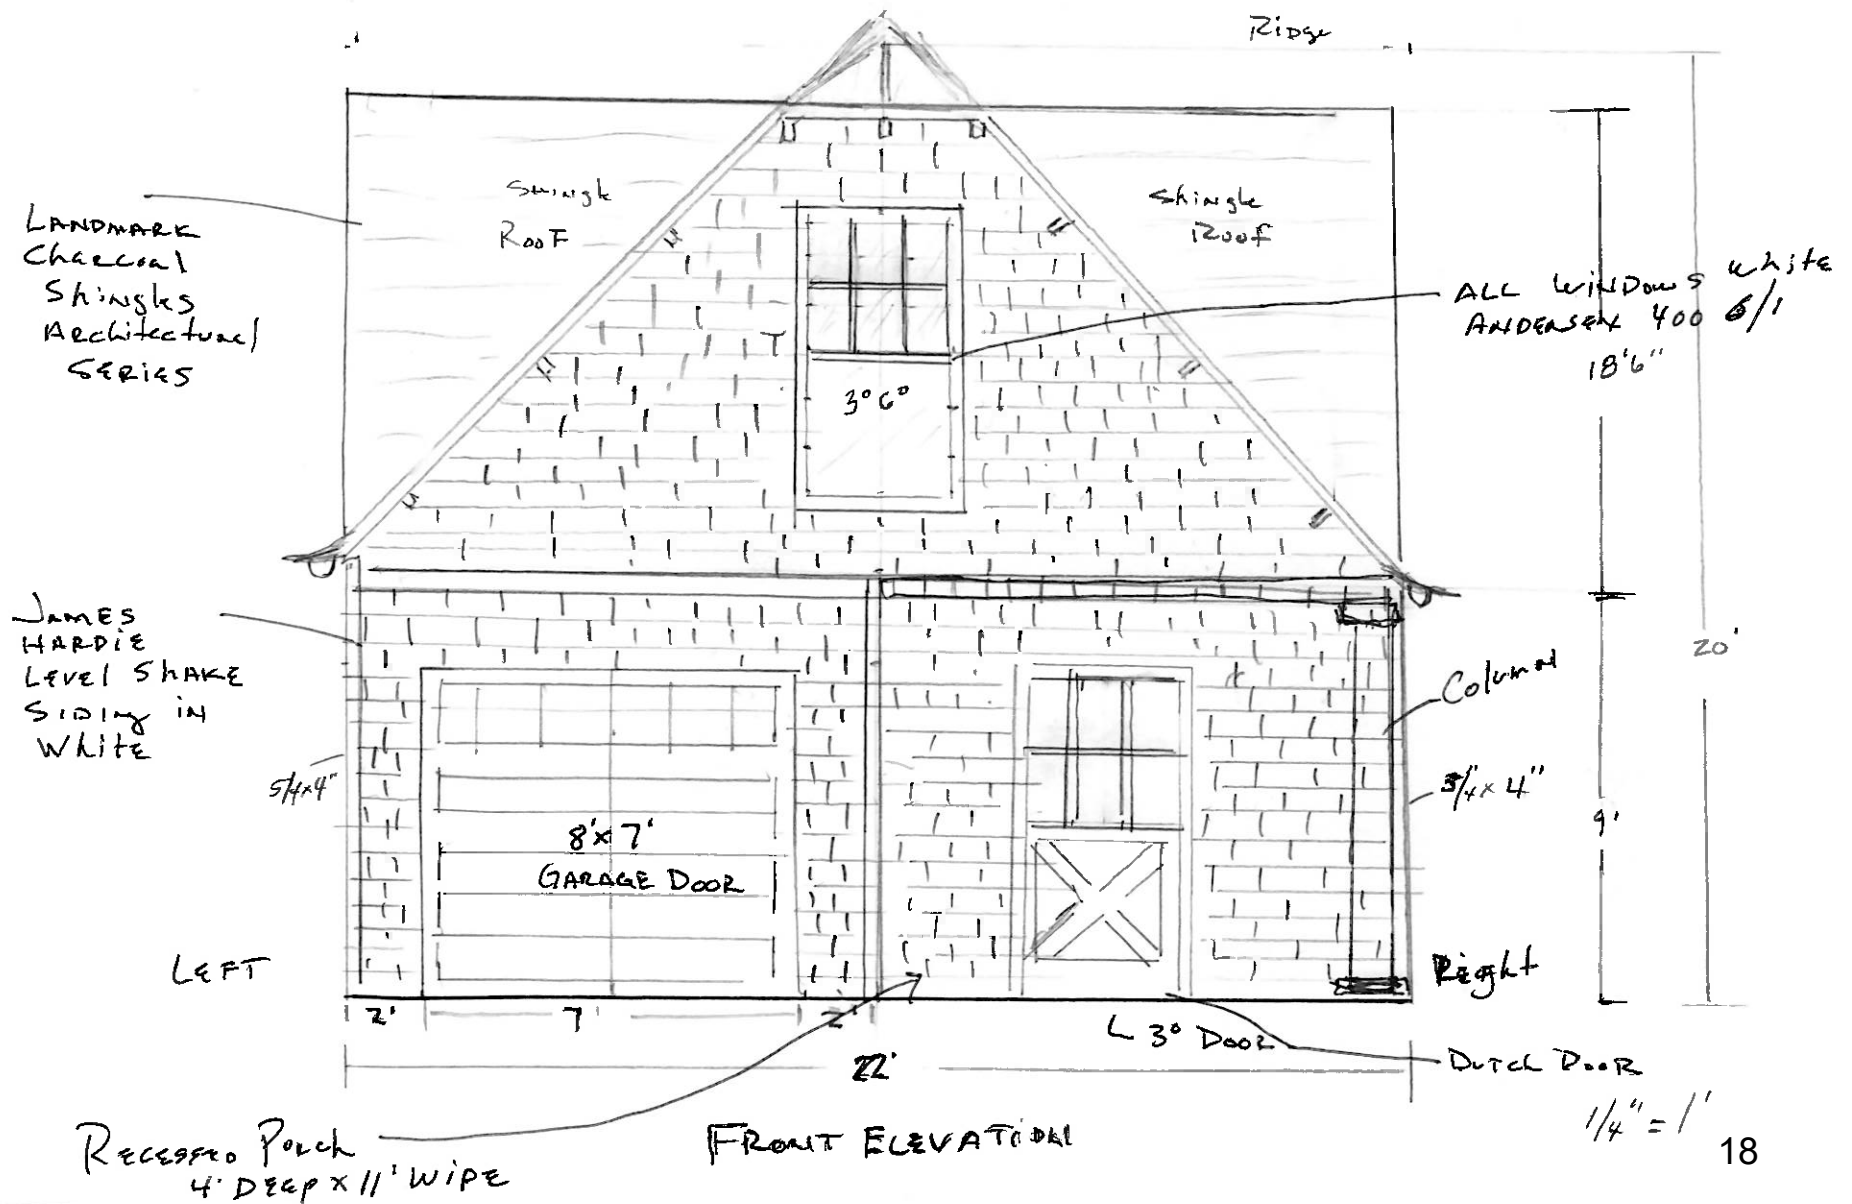 Ridge
Shingle
Roof
Shingle
Roof
LANDMARK
Charcoal
Shingles
Architectural
SERIES
ALL WINDOWS White
ANDERSEN 400 6/1
18'6"
3°6°
JAMES
HARDIE
LEVEL SHAKE
SIDING IN
White
20'
Column
5/4x4"
5/4"x4"
9'
8'x7'
GARAGE DOOR
LEFT
Right
2'
7'
2'
L 3° DOOR
22'
DUTCH DOOR
RECESSED Porch
4' DEEP x 11' WIDE
FRONT ELEVATION
1/4" = 1'
18